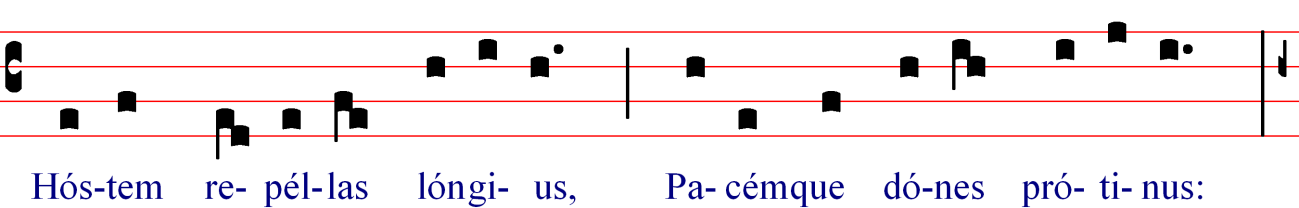 Hós-tem re- pél-las lóngi- us, Pa- cémque dó-nes pró- ti- nus: